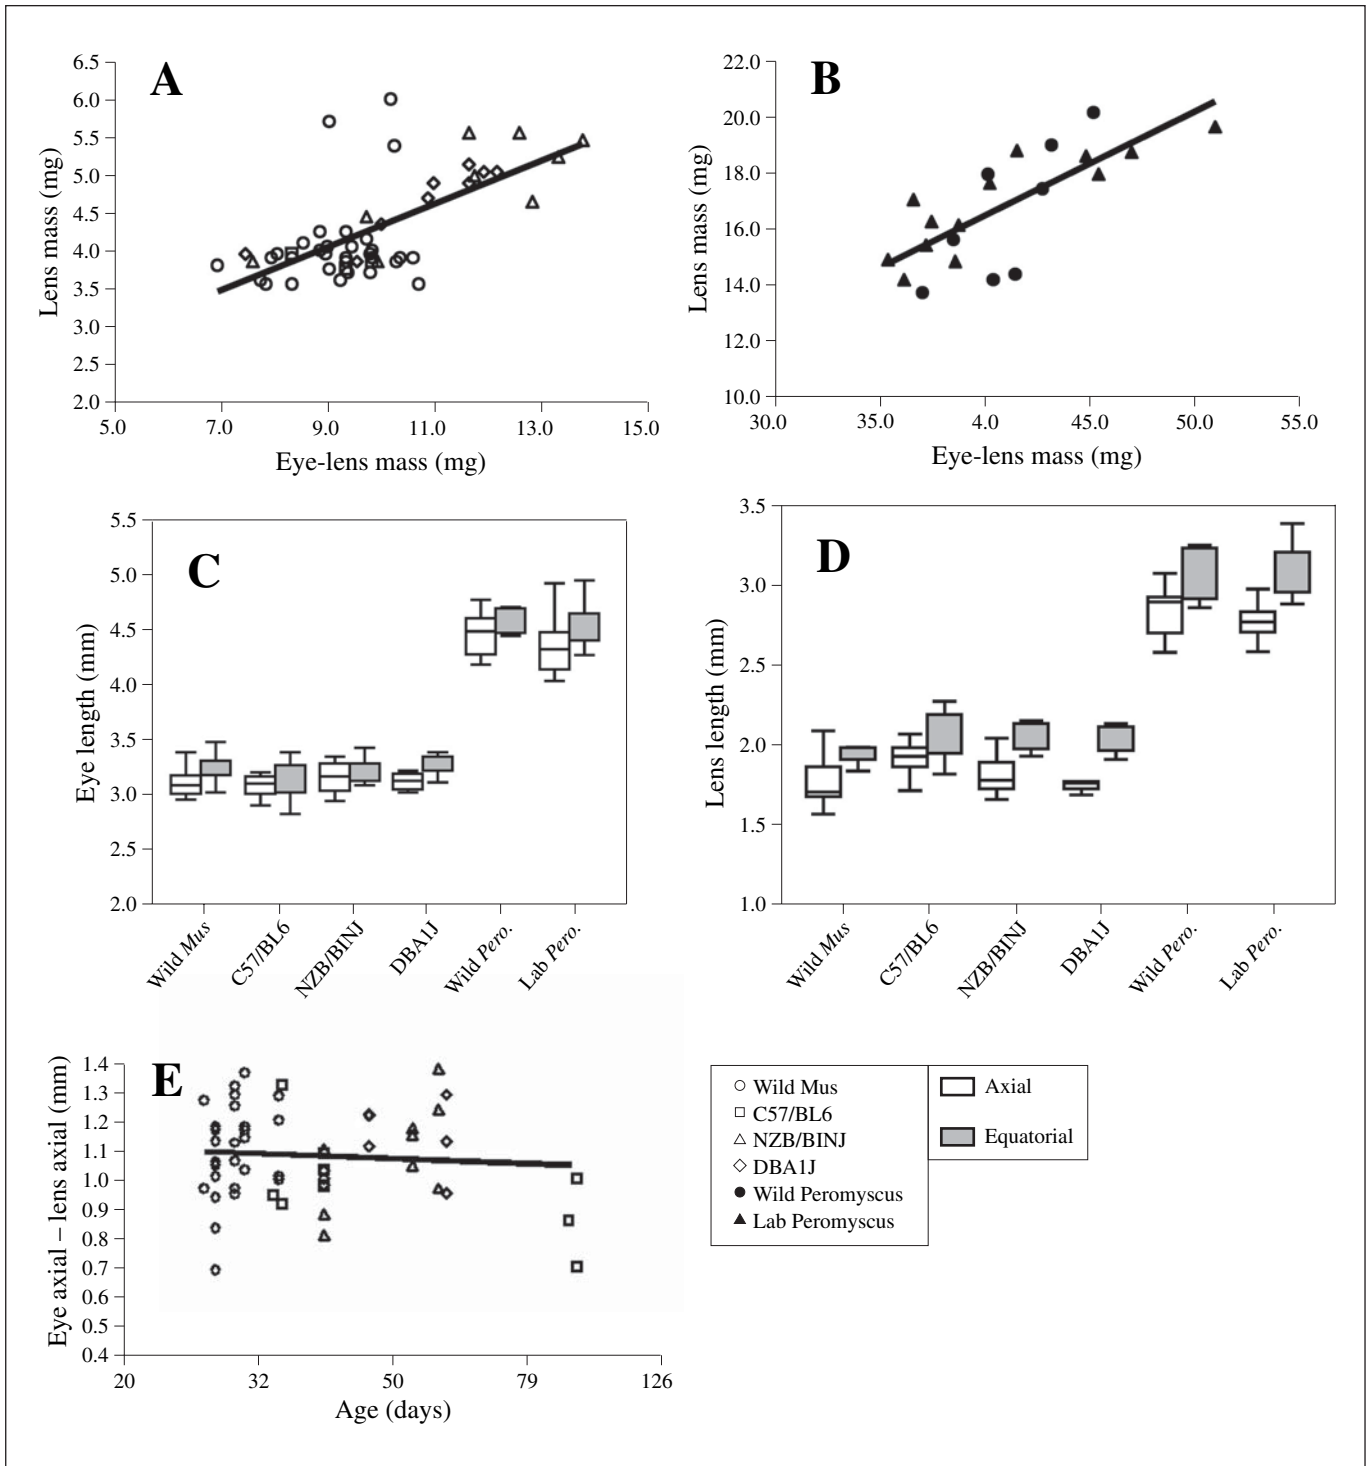 A
6.5
6.0
5.5
5.0
4.5
4.0
3.5
3.0
2.5
2.0
Lens mass (mg)
5.0 7.0 9.0 11.0 13.0 15.0
Eye-lens mass (mg)
B
22.0
20.0
18.0
16.0
14.0
12.0
10.0
Lens mass (mg)
30.0 35.0 4.0 45.0 50.0 55.0
Eye-lens mass (mg)
C
5.5
5.0
4.5
4.0
3.5
3.0
2.5
2.0
Eye length (mm)
Wild Mus
C57/BL6
NZB/BINJ
DBA1J
Wild Pero.
Lab Pero.
D
3.5
3.0
2.5
2.0
1.5
1.0
Lens length (mm)
Wild Mus
C57/BL6
NZB/BINJ
DBA1J
Wild Pero.
Lab Pero.
E
1.4
1.3
1.2
1.1
1.0
0.9
0.8
0.7
0.6
0.5
0.4
Eye axial – lens axial (mm)
20 32 50 79 126
Age (days)
Wild Mus
C57/BL6
NZB/BINJ
DBA1J
Wild Peromyscus
Lab Peromyscus
Axial
Equatorial